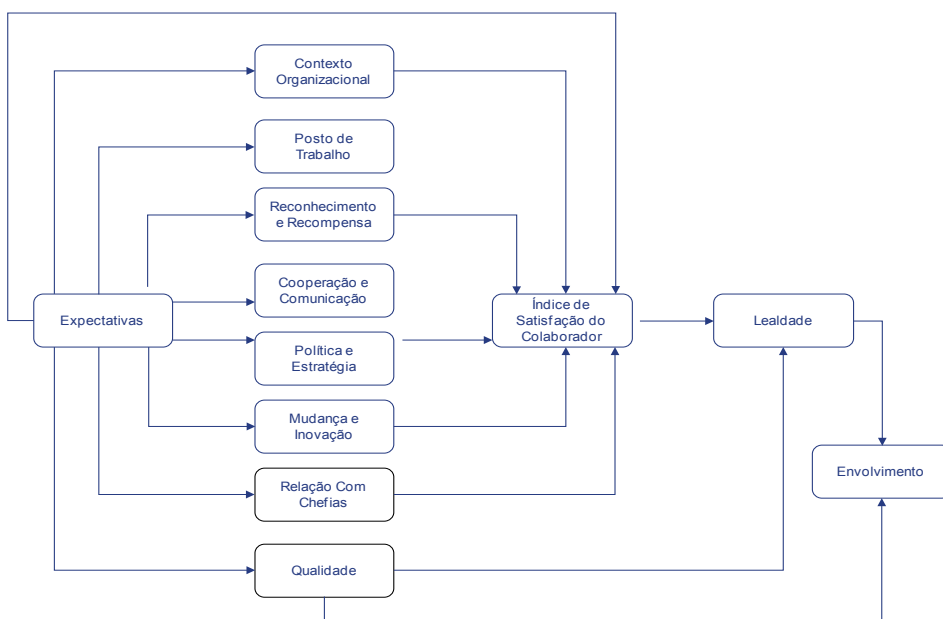 Contexto
Organizacional
Posto de
Trabalho
Reconhecimento
e Recompensa
Cooperação e
Comunicação
Expectativas
Política e
Estratégia
Mudança e
Inovação
Relação Com
Chefias
Qualidade
Índice de
Satisfação do
Colaborador
Lealdade
Envolvimento